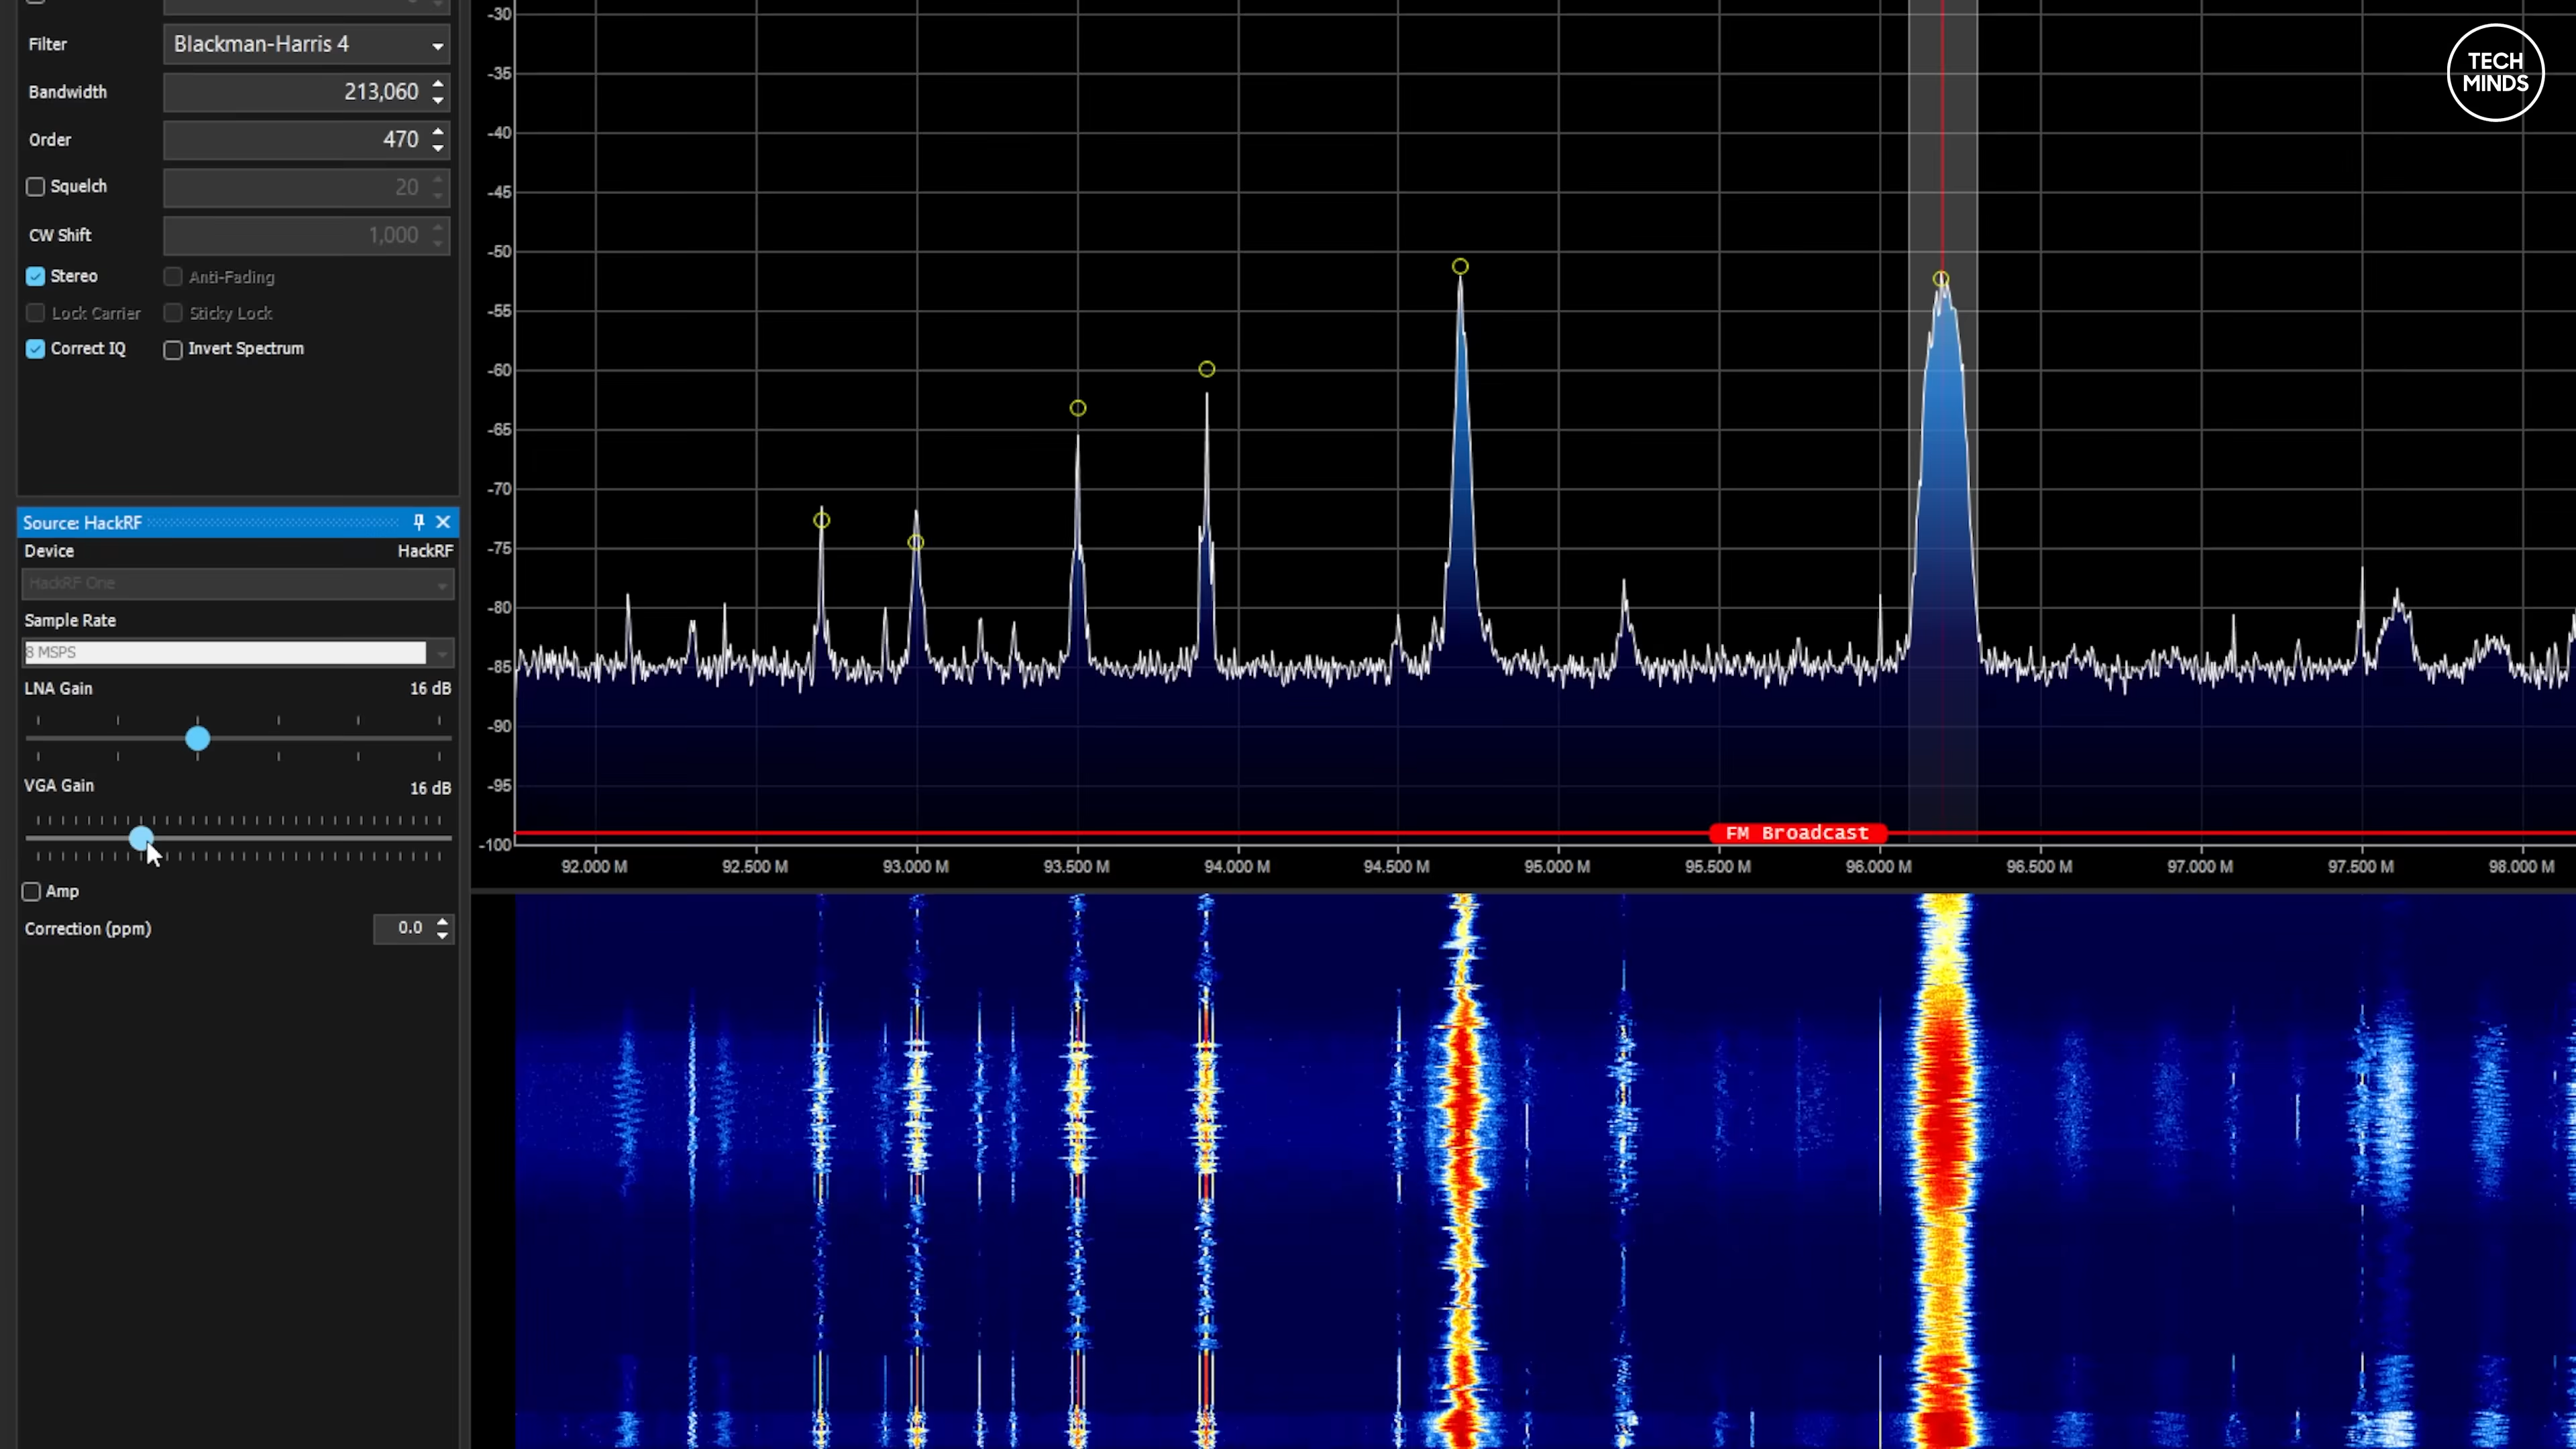 Filter
Blackman-Harris 4
Bandwidth
213,060
Order
470
Squelch
20
CW Shift
1,000
Stereo
Anti-Fading
Lock Carrier
Sticky Lock
Correct IQ
Invert Spectrum
Source: HackRF
Device
HackRF
HackRF One
Sample Rate
8 MSPS
LNA Gain
16 dB
VGA Gain
16 dB
Amp
Correction (ppm)
0.0
-30
-35
-40
-45
-50
-55
-60
-65
-70
-75
-80
-85
-90
-95
-100
FM Broadcast
92.000 M
92.500 M
93.000 M
93.500 M
94.000 M
94.500 M
95.000 M
95.500 M
96.000 M
96.500 M
97.000 M
97.500 M
98.000 M
TECH
MINDS